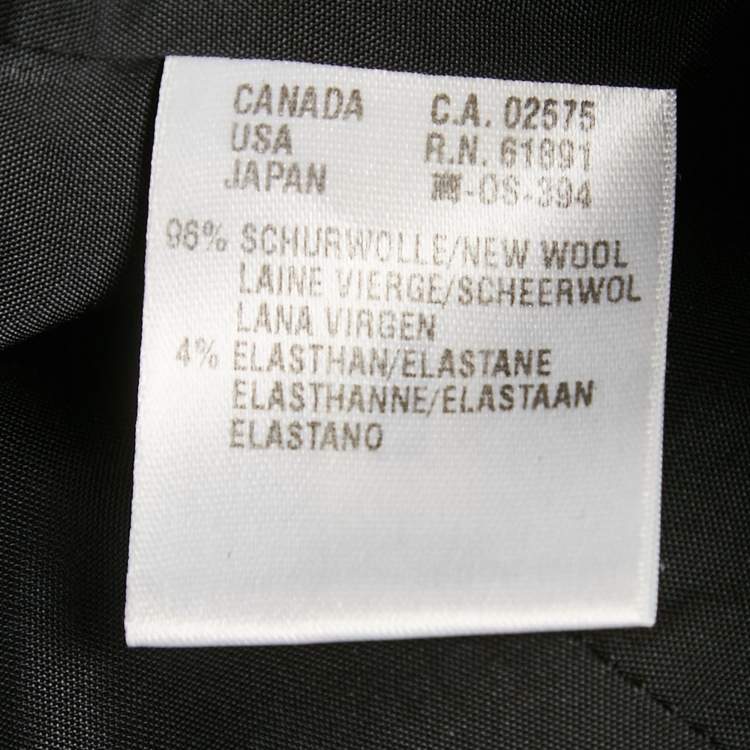 CANADA C.A. 02575
USA R.N. 61891
JAPAN -OS-394
96% SCHURWOLLE/NEW WOOL
LAINE VIERGE/SCHEERWOL
LANA VIRGEN
4% ELASTHAN/ELASTANE
ELASTHANNE/ELASTAAN
ELASTANO